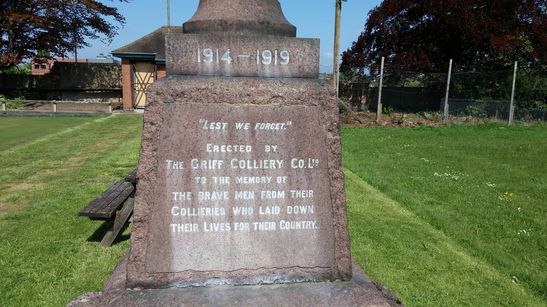 1914 - 1919
"Lest we forget."
Erected by
The Griff Colliery Co. Ltd
to the memory of
the brave men from their
Collieries who laid down
their Lives for their Country.